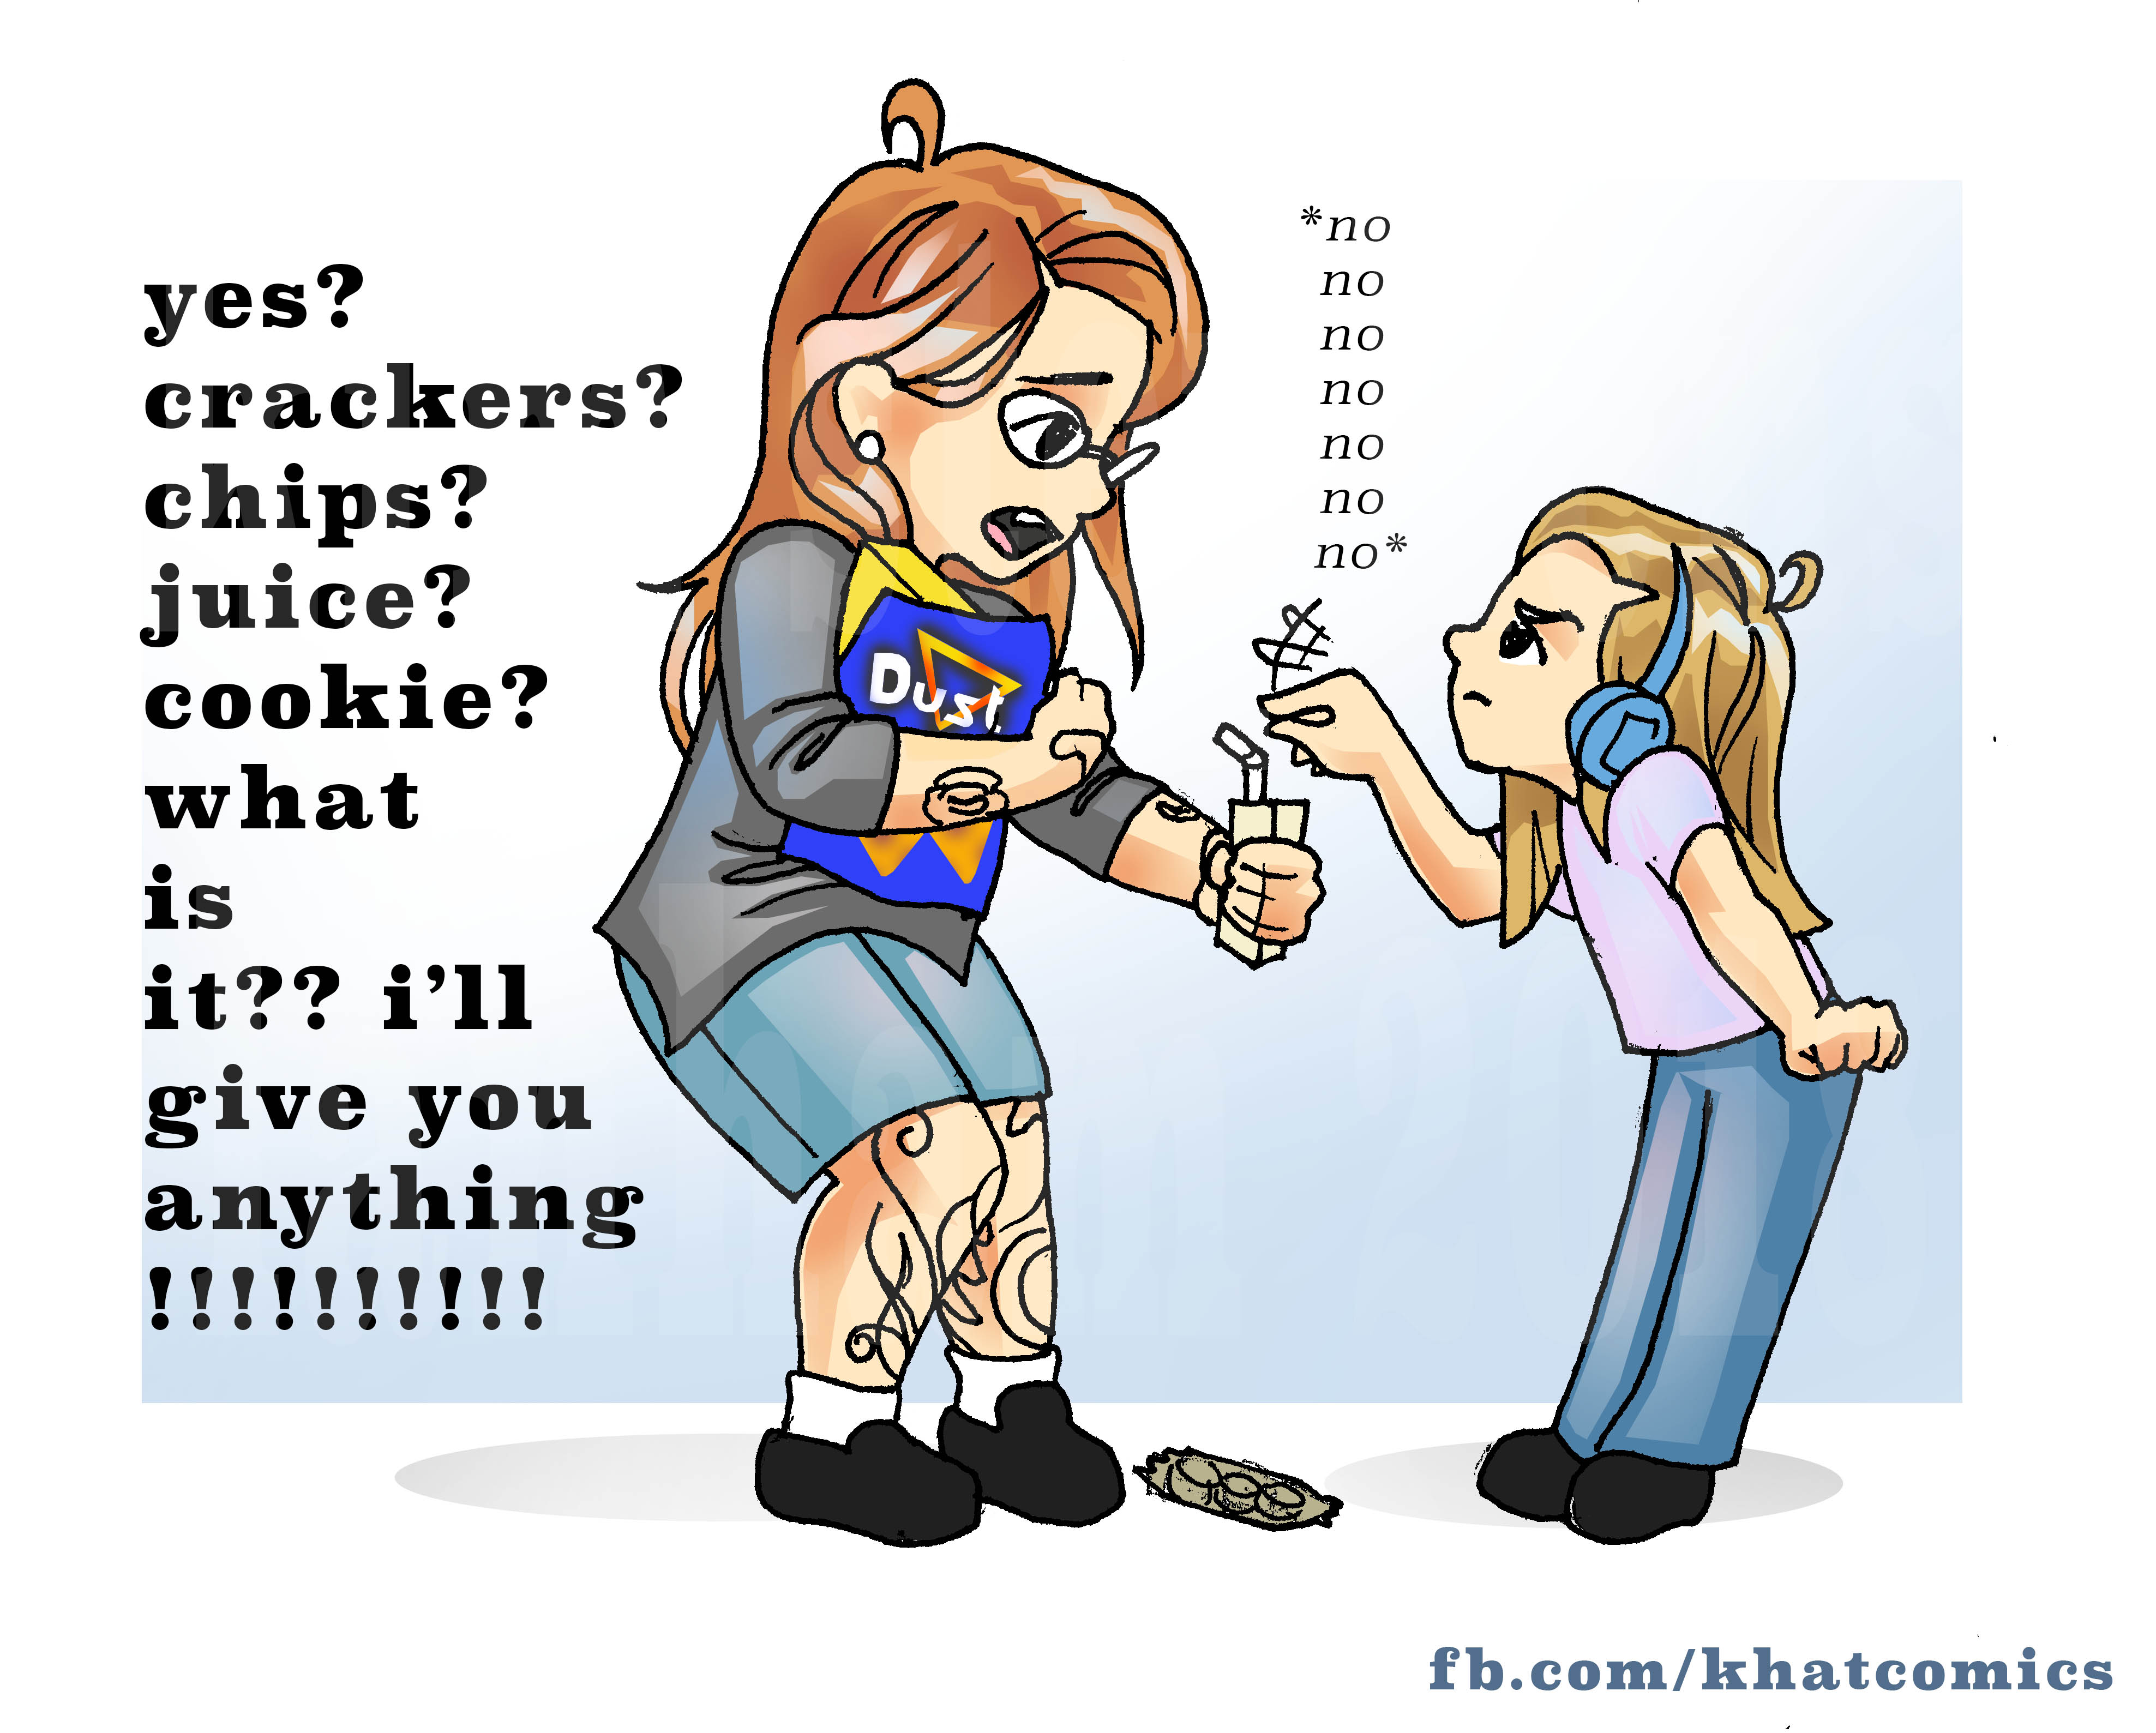 yes?
crackers?
chips?
juice?
cookie?
what
is
it?? i'll
give you
anything
!!!!!!!!!!
*no
no
no
no
no
no
no*
Dust
fb.com/khatcomics